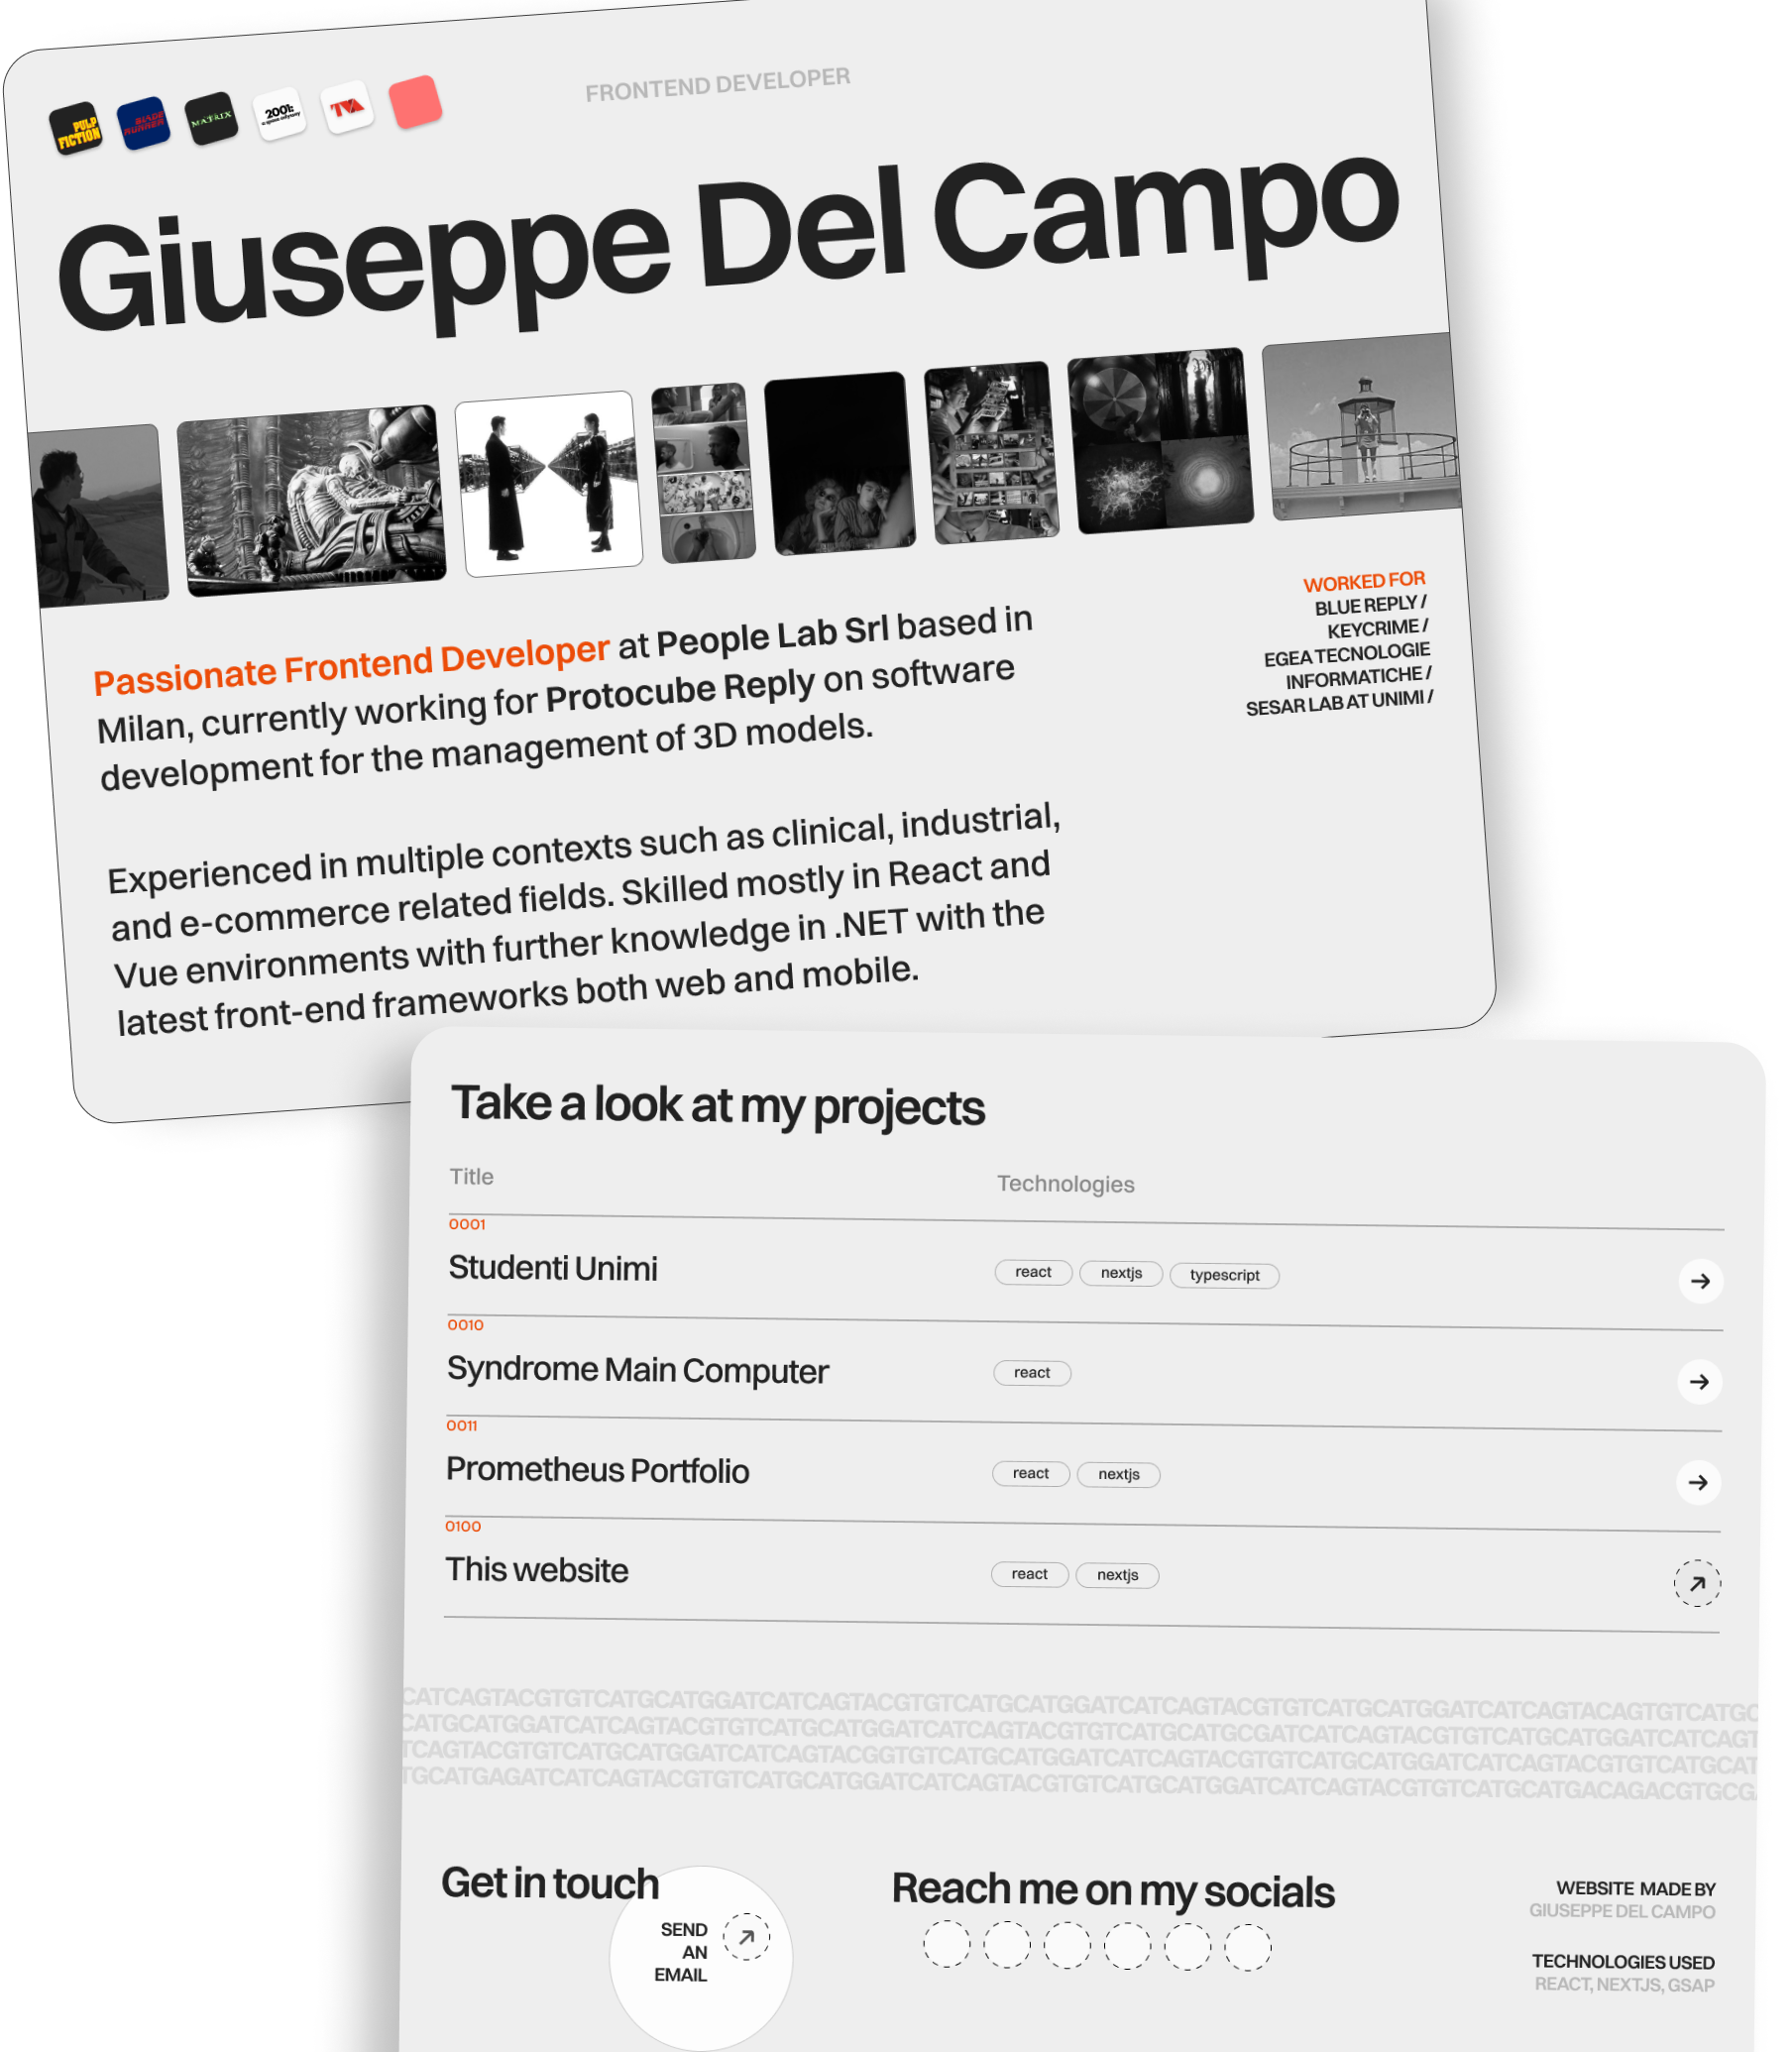 PULP
FICTION
BLADE
RUNNER
MATRIX
2001:
a space odyssey
TVA
FRONTEND DEVELOPER
Giuseppe Del Campo
WORKED FOR
BLUE REPLY /
KEYCRIME /
EGEA TECNOLOGIE
INFORMATICHE /
SESAR LAB AT UNIMI /
Passionate Frontend Developer at People Lab Srl based in
Milan, currently working for Protocube Reply on software
development for the management of 3D models.
Experienced in multiple contexts such as clinical, industrial,
and e-commerce related fields. Skilled mostly in React and
Vue environments with further knowledge in .NET with the
latest front-end frameworks both web and mobile.
Take a look at my projects
Title Technologies
0001
Studenti Unimi react nextjs typescript
0010
Syndrome Main Computer react
0011
Prometheus Portfolio react nextjs
0100
This website react nextjs
CATCAGTACGTGTCATGCATGGATCATCAGTACGTGTCATGCATGGATCATCAGTACGTGTCATGCATGGATCATCAGTACAGTGTCATGC
CATGCATGGATCATCAGTACGTGTCATGCATGGATCATCAGTACGTGTCATGCATGCGATCATCAGTACGTGTCATGCATGGATCATCAGT
TCAGTACGTGTCATGCATGGATCATCAGTACGGTGTCATGCATGGATCATCAGTACGTGTCATGCATGGATCATCAGTACGTGTCATGCAT
TGCATGAGATCATCAGTACGTGTCATGCATGGATCATCAGTACGTGTCATGCATGGATCATCAGTACGTGTCATGCATGACAGACGTGCGA
Get in touch
SEND
AN
EMAIL
Reach me on my socials
WEBSITE MADE BY
GIUSEPPE DEL CAMPO
TECHNOLOGIES USED
REACT, NEXTJS, GSAP